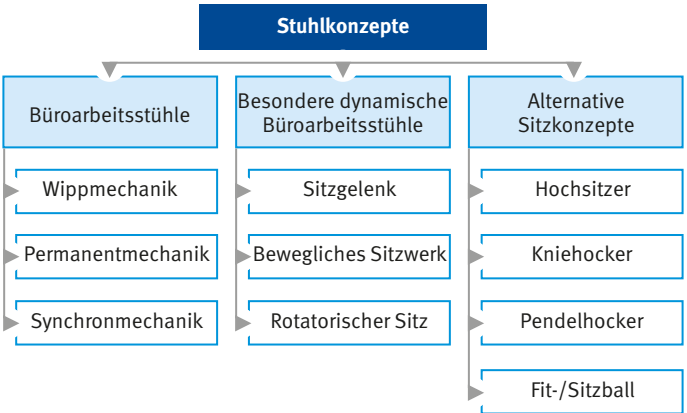 Stuhlkonzepte
Büroarbeitsstühle
Wippmechanik
Permanentmechanik
Synchronmechanik
Besondere dynamische
Büroarbeitsstühle
Sitzgelenk
Bewegliches Sitzwerk
Rotatorischer Sitz
Alternative
Sitzkonzepte
Hochsitzer
Kniehocker
Pendelhocker
Fit-/Sitzball